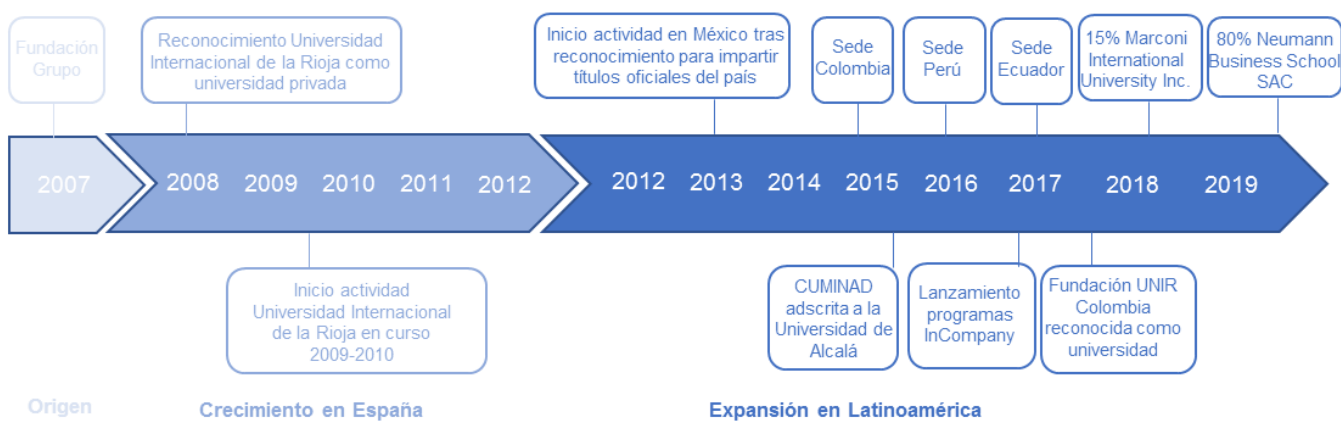 Fundación
Grupo
Reconocimiento Universidad
Internacional de la Rioja como
universidad privada
Inicio actividad en México tras
reconocimiento para impartir
títulos oficiales del país
Sede
Colombia
Sede
Perú
Sede
Ecuador
15% Marconi
International
University Inc.
80% Neumann
Business School
SAC
2007
2008
2009
2010
2011
2012
2012
2013
2014
2015
2016
2017
2018
2019
Inicio actividad
Universidad Internacional
de la Rioja en curso
2009-2010
CUMINAD
adscrita a la
Universidad de
Alcalá
Lanzamiento
programas
InCompany
Fundación UNIR
Colombia
reconocida como
universidad
Origen
Crecimiento en España
Expansión en Latinoamérica